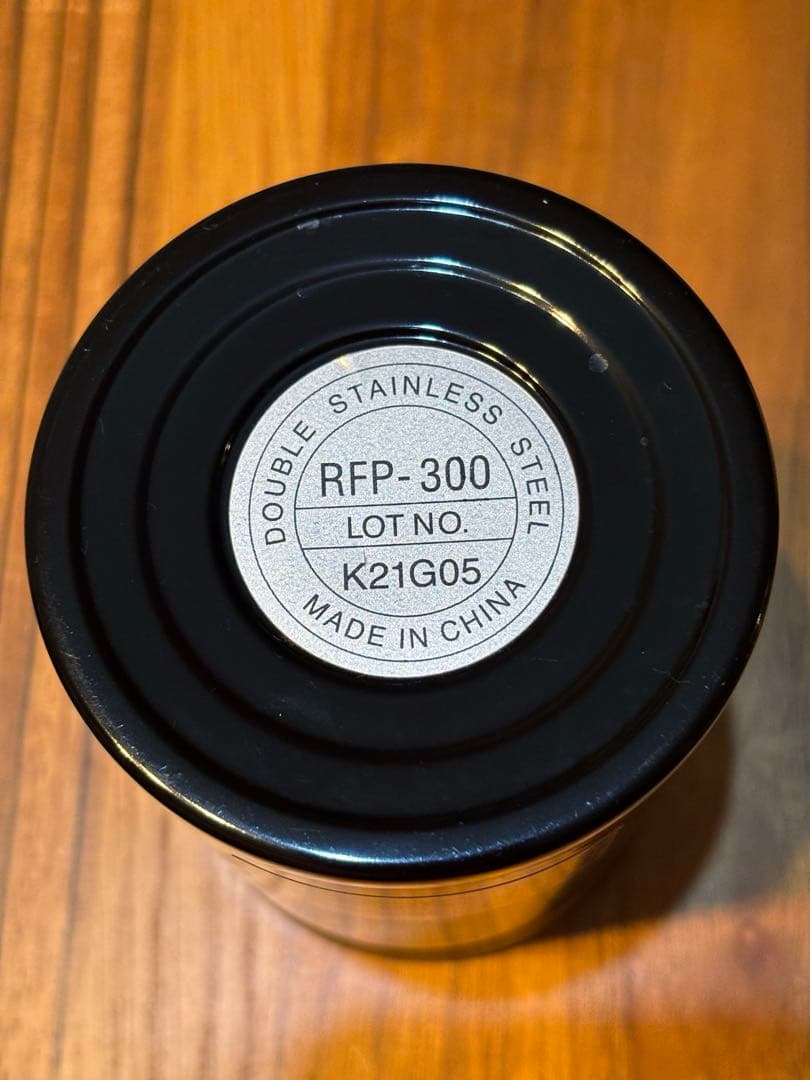 DOUBLE STAINLESS STEEL
RFP-300
LOT NO.
K21G05
MADE IN CHINA